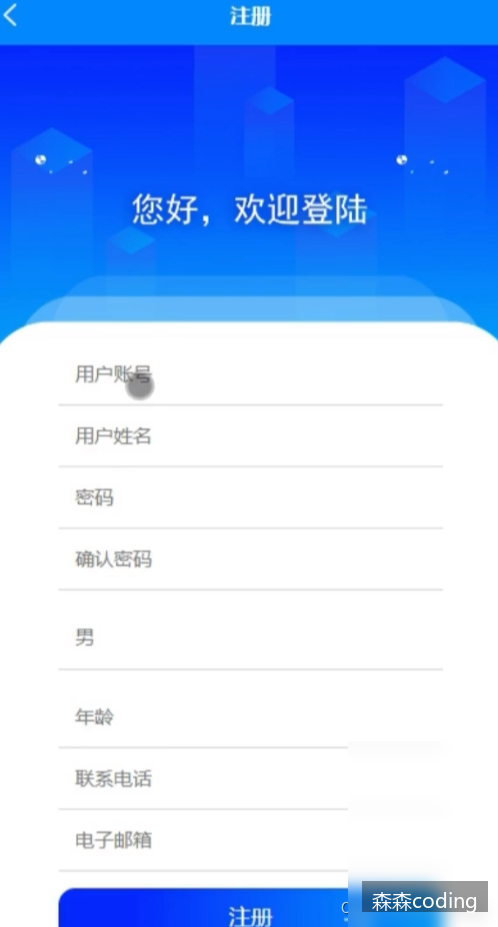 注册
您好，欢迎登陆
用户账号
用户姓名
密码
确认密码
男
年龄
联系电话
电子邮箱
注册
森森coding